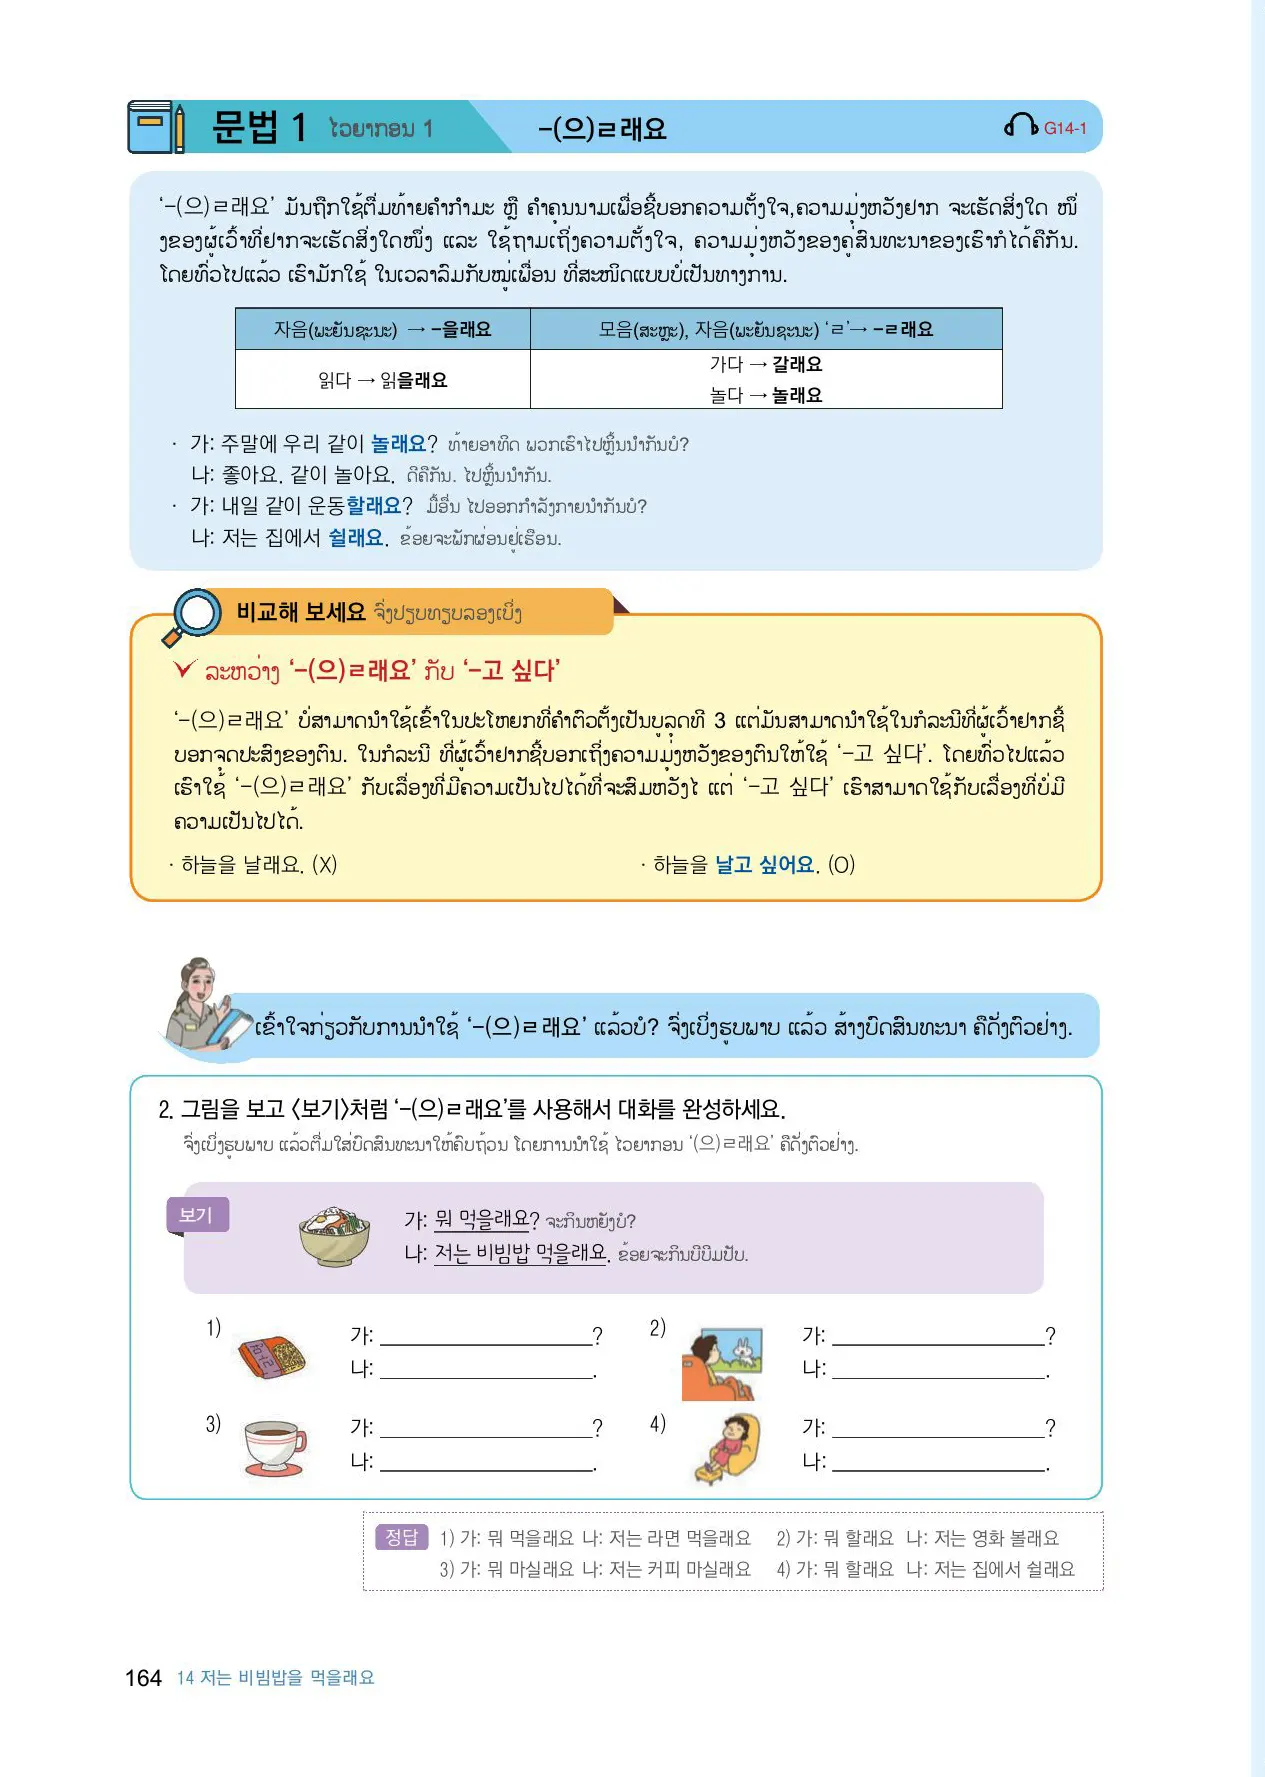 문법 1 ໄວຍາກອນ 1 -(으)ㄹ래요 G14-1
‘-(으)ㄹ래요’ ມັນຖືກໃຊ້ຕື່ມທ້າຍຄຳກຳມະ ຫຼື ຄຳຄຸນນາມເພື່ອຊີ້ບອກຄວາມຕັ້ງໃຈ,ຄວາມມຸ່ງຫວັງຢາກ ຈະເຮັດສິ່ງໃດ ໜຶ່
ງຂອງຜູ້ເວົ້າທີ່ຢາກຈະເຮັດສິ່ງໃດໜຶ່ງ ແລະ ໃຊ້ຖາມເຖິ່ງຄວາມຕັ້ງໃຈ, ຄວາມມຸ່ງຫວັງຂອງຄູ່ສົນທະນາຂອງເຮົາກໍໄດ້ຄືກັນ.
ໂດຍທົ່ວໄປແລ້ວ ເຮົາມັກໃຊ້ ໃນເວລາລົມກັບໝູ່ເພື່ອນ ທີ່ສະໜິດແບບບໍ່ເປັນທາງການ.
자음(ພະຍັນຊະນະ) → -을래요 모음(ສະຫຼະ), 자음(ພະຍັນຊະນະ) ‘ㄹ’→ -ㄹ래요
읽다 → 읽을래요
가다 → 갈래요
놀다 → 놀래요
· 가: 주말에 우리 같이 놀래요? ທ້າຍອາທິດ ພວກເຮົາໄປຫຼິ້ນນຳກັນບໍ?
나: 좋아요. 같이 놀아요. ດີຄືກັນ. ໄປຫຼິ້ນນຳກັນ.
· 가: 내일 같이 운동할래요? ມື້ອື່ນ ໄປອອກກຳລັງກາຍນຳກັນບໍ?
나: 저는 집에서 쉴래요. ຂ້ອຍຈະພັກຜ່ອນຢູ່ເຮືອນ.
비교해 보세요 ຈົ່ງປຽບທຽບລອງເບິ່ງ
ລະຫວ່າງ ‘-(으)ㄹ래요’ ກັບ ‘-고 싶다’
‘-(으)ㄹ래요’ ບໍ່ສາມາດນຳໃຊ້ເຂົ້າໃນປະໂຫຍກທີ່ຄຳຕົວຕັ້ງເປັນບູລຸດທີ 3 ແຕ່ມັນສາມາດນຳໃຊ້ໃນກໍລະນີທີ່ຜູ້ເວົ້າຢາກຊີ້
ບອກຈຸດປະສົງຂອງຕົນ. ໃນກໍລະນີ ທີ່ຜູ້ເວົ້າຢາກຊີ້ບອກເຖິ່ງຄວາມມຸ່ງຫວັງຂອງຕົນໃຫ້ໃຊ້ ‘-고 싶다’. ໂດຍທົ່ວໄປແລ້ວ
ເຮົາໃຊ້ ‘-(으)ㄹ래요’ ກັບເລື່ອງທີ່ມີຄວາມເປັນໄປໄດ້ທີ່ຈະສົມຫວັງໄ ແຕ່ ‘-고 싶다’ ເຮົາສາມາດໃຊ້ກັບເລື່ອງທີ່ບໍ່ມີ
ຄວາມເປັນໄປໄດ້.
· 하늘을 날래요. (X) · 하늘을 날고 싶어요. (O)
ເຂົ້າໃຈກ່ຽວກັບການນຳໃຊ້ ‘-(으)ㄹ래요’ ແລ້ວບໍ? ຈົ່ງເບິ່ງຮູບພາບ ແລ້ວ ສ້າງບົດສົນທະນາ ຄືດັ່ງຕົວຢ່າງ.
2. 그림을 보고 〈보기〉처럼 ‘-(으)ㄹ래요’를 사용해서 대화를 완성하세요.
ຈົ່ງເບິ່ງຮູບພາບ ແລ້ວຕື່ມໃສ່ບົດສົນທະນາໃຫ້ຄົບຖ້ວນ ໂດຍການນຳໃຊ້ ໄວຍາກອນ ‘(으)ㄹ래요’ ຄືດັ່ງຕົວຢ່າງ.
보기
가: 뭐 먹을래요? ຈະກິນຫຍັງບໍ?
나: 저는 비빔밥 먹을래요. ຂ້ອຍຈະກິນບີບິມປັບ.
1) 가: ? 2) 가: ?
나: . 나: .
3) 가: ? 4) 가: ?
나: . 나: .
정답 1) 가: 뭐 먹을래요 나: 저는 라면 먹을래요 2) 가: 뭐 할래요 나: 저는 영화 볼래요
3) 가: 뭐 마실래요 나: 저는 커피 마실래요 4) 가: 뭐 할래요 나: 저는 집에서 쉴래요
164 14 저는 비빔밥을 먹을래요